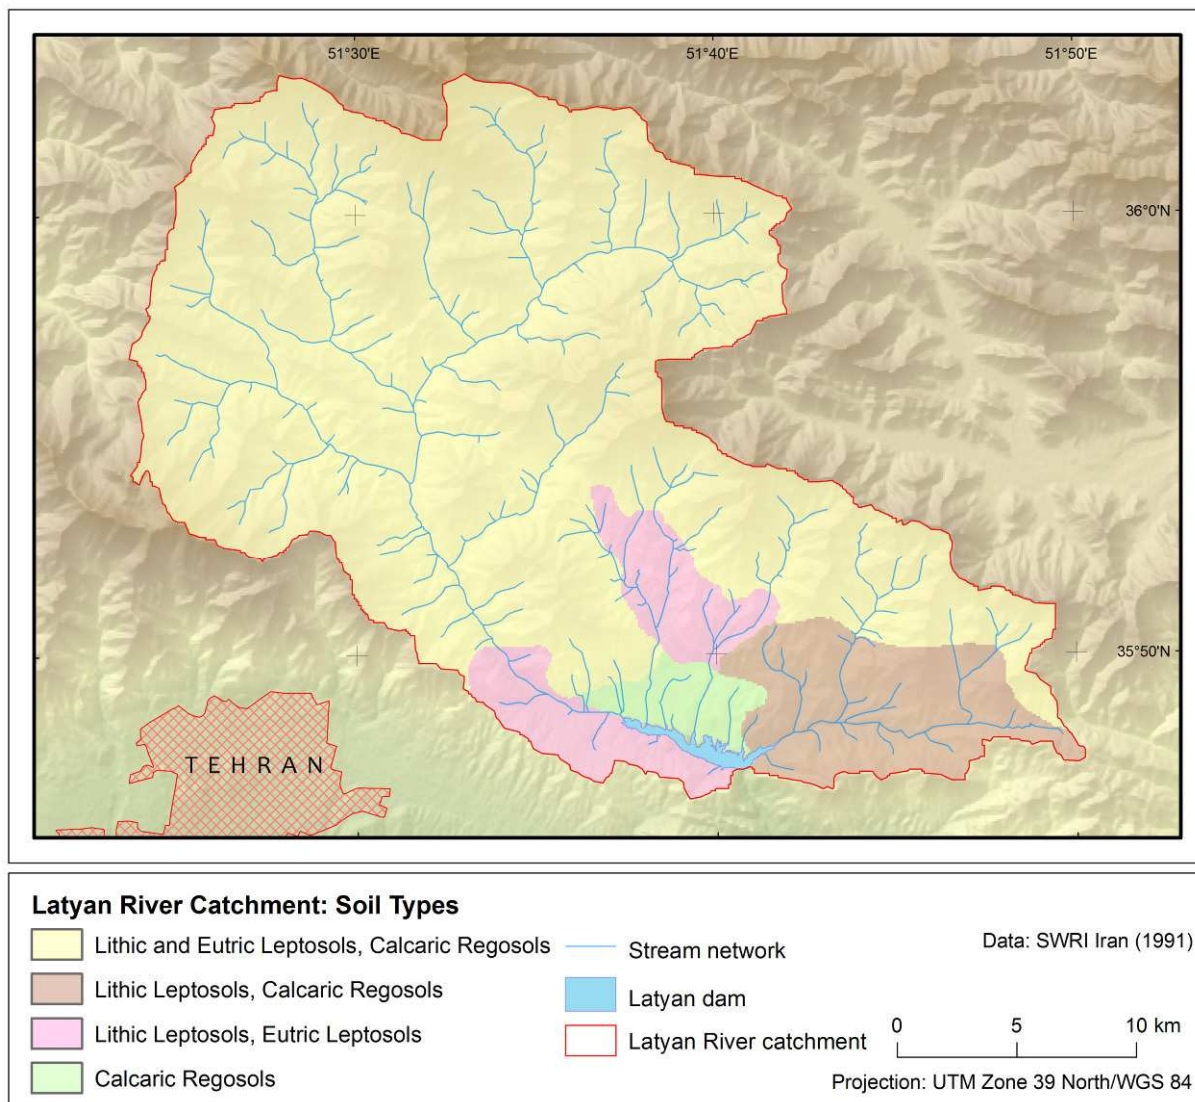 51°30'E
51°40'E
51°50'E
36°0'N
35°50'N
TEHRAN
Latyan River Catchment: Soil Types
Lithic and Eutric Leptosols, Calcaric Regosols
Lithic Leptosols, Calcaric Regosols
Lithic Leptosols, Eutric Leptosols
Calcaric Regosols
Stream network
Latyan dam
Latyan River catchment
Data: SWRI Iran (1991)
0 5 10 km
Projection: UTM Zone 39 North/WGS 84